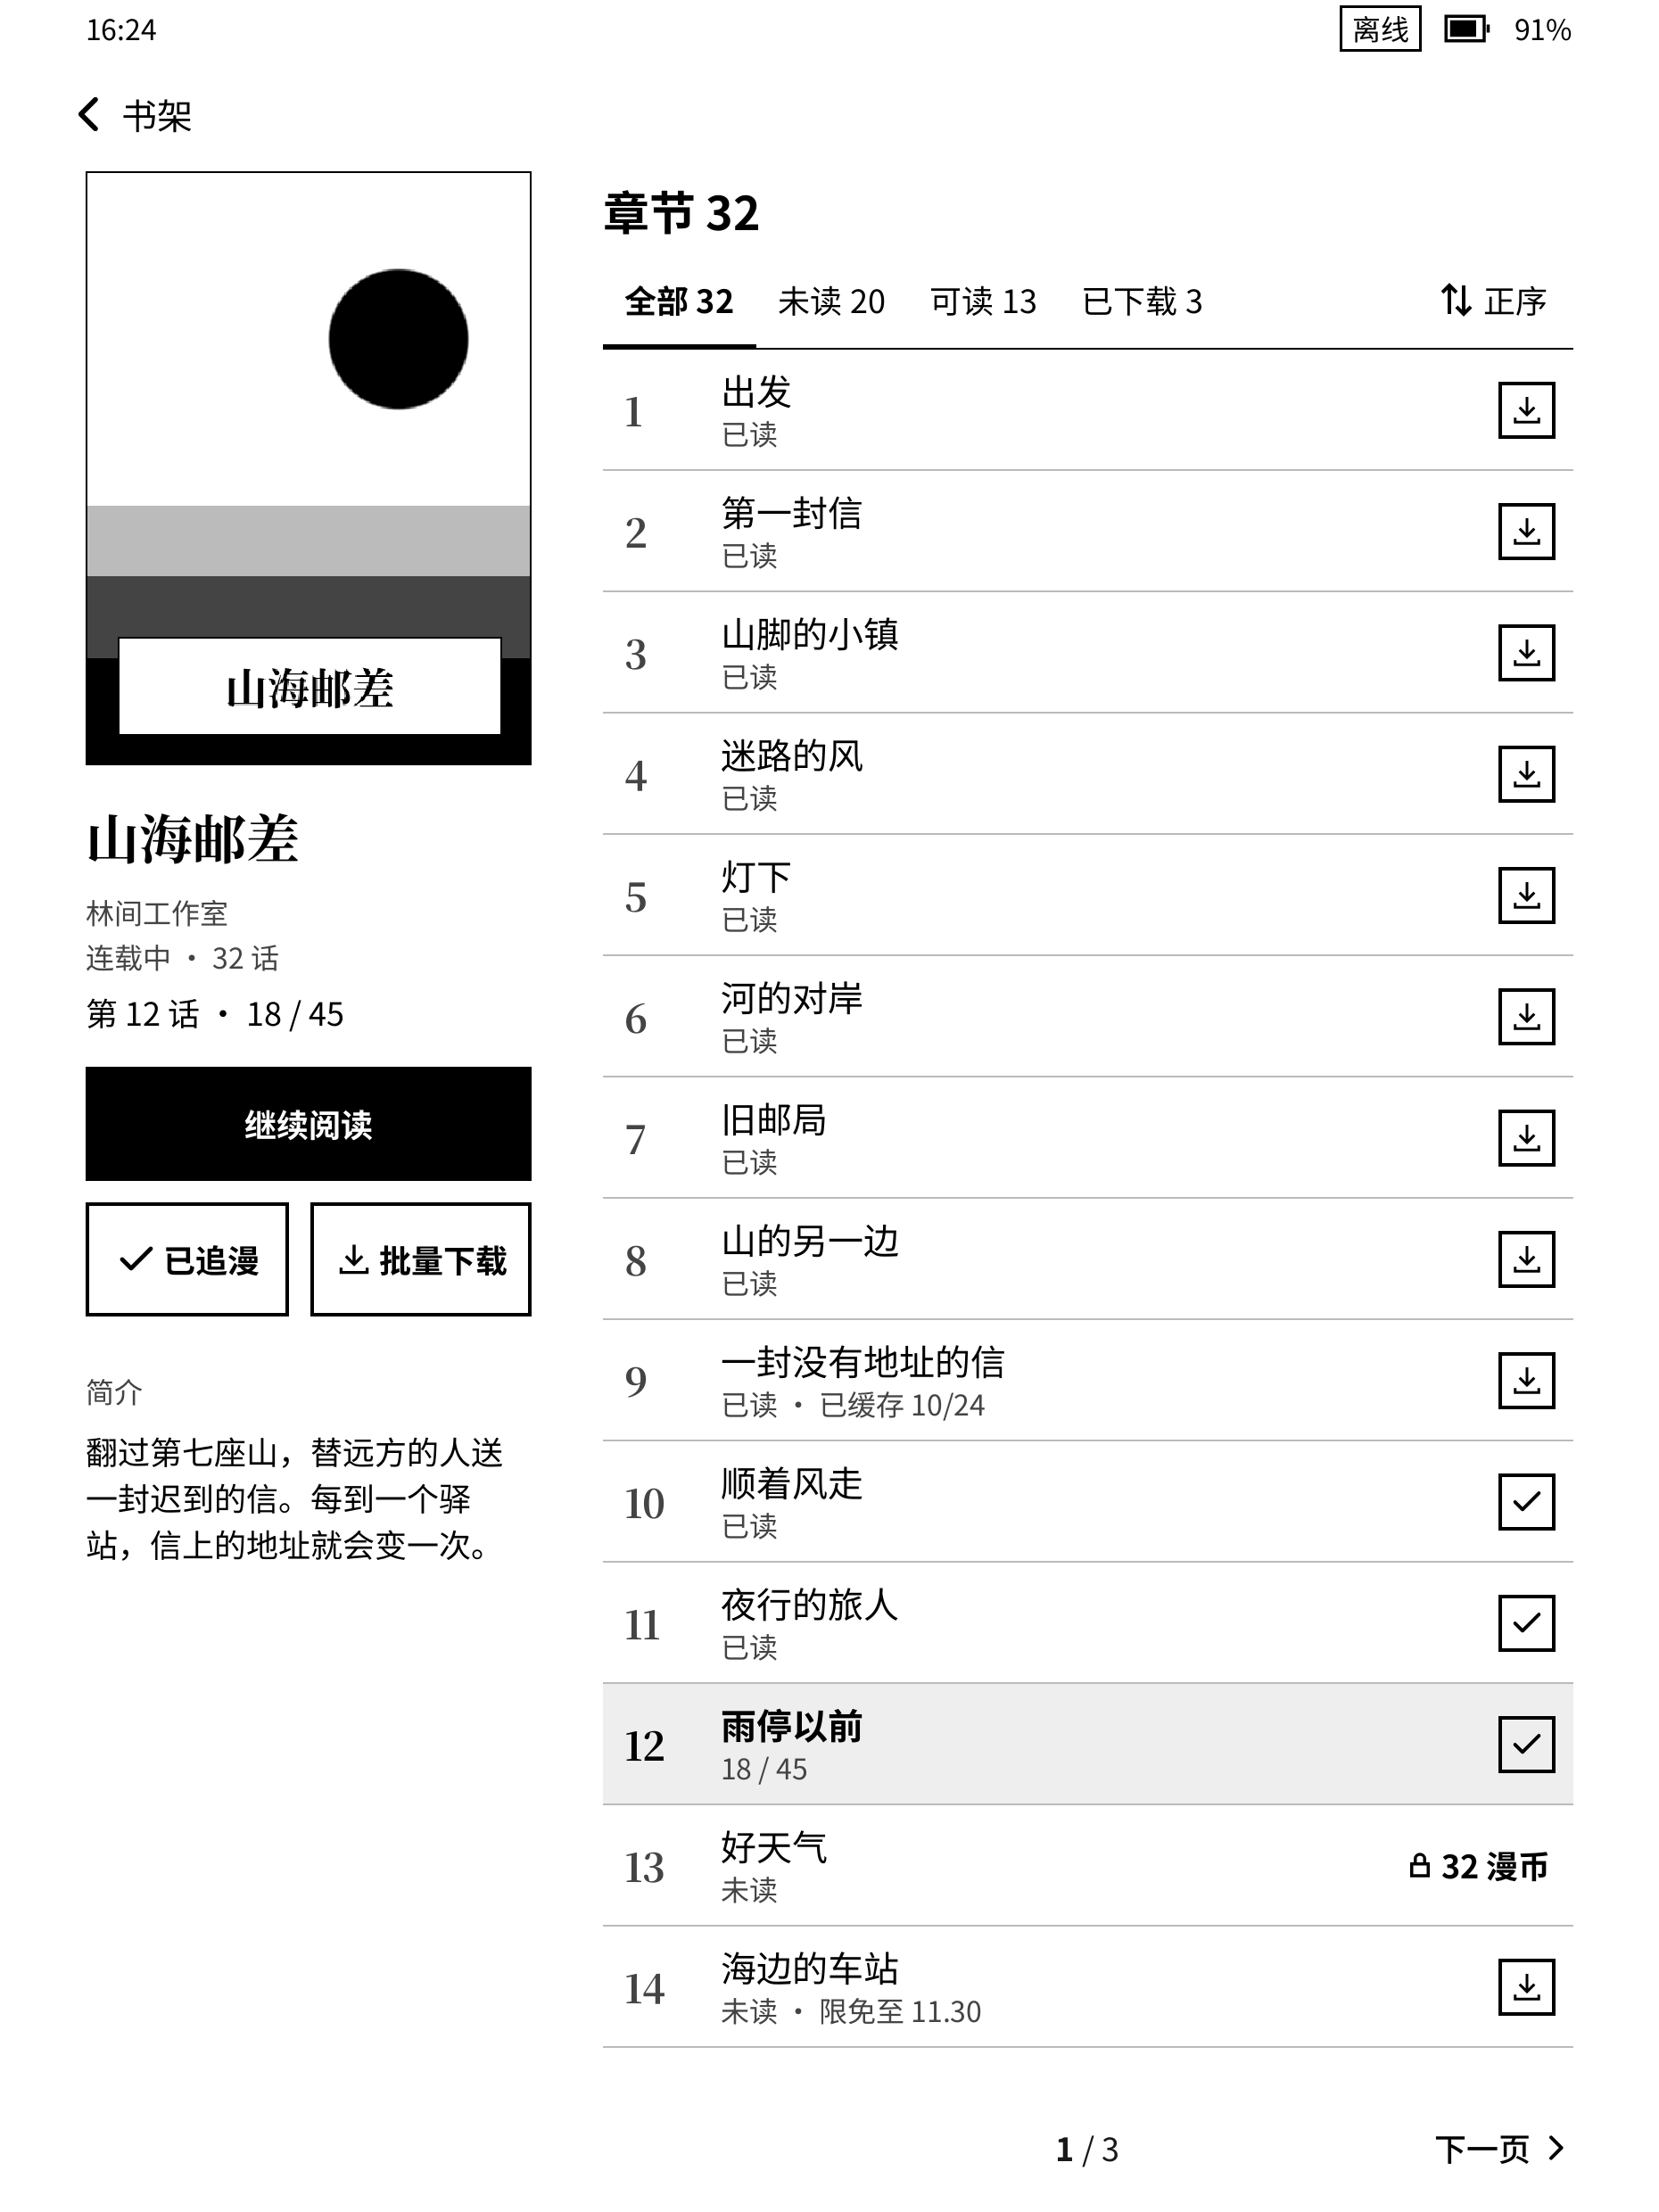 16:24
离线
91%
书架
山海邮差
山海邮差
林间工作室
连载中 · 32 话
第 12 话 · 18 / 45
继续阅读
已追漫
批量下载
简介
翻过第七座山，替远方的人送
一封迟到的信。每到一个驿
站，信上的地址就会变一次。
章节 32
全部 32
未读 20
可读 13
已下载 3
正序
1
出发
已读
2
第一封信
已读
3
山脚的小镇
已读
4
迷路的风
已读
5
灯下
已读
6
河的对岸
已读
7
旧邮局
已读
8
山的另一边
已读
9
一封没有地址的信
已读 · 已缓存 10/24
10
顺着风走
已读
11
夜行的旅人
已读
12
雨停以前
18 / 45
13
好天气
未读
32 漫币
14
海边的车站
未读 · 限免至 11.30
1 / 3
下一页